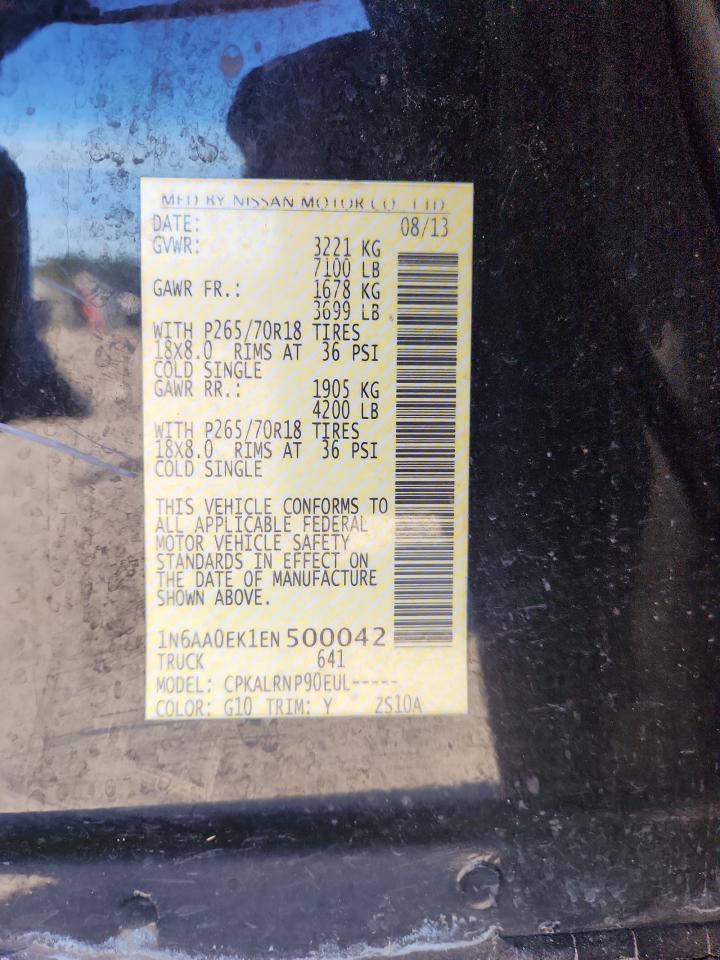 MFD BY NISSAN MOTOR CO., LTD.
DATE: 08/13
GVWR: 3221 KG
7100 LB
GAWR FR.: 1678 KG
3699 LB
WITH P265/70R18 TIRES
18X8.0 RIMS AT 36 PSI
COLD SINGLE
GAWR RR.: 1905 KG
4200 LB
WITH P265/70R18 TIRES
18X8.0 RIMS AT 36 PSI
COLD SINGLE
THIS VEHICLE CONFORMS TO
ALL APPLICABLE FEDERAL
MOTOR VEHICLE SAFETY
STANDARDS IN EFFECT ON
THE DATE OF MANUFACTURE
SHOWN ABOVE.
1N6AA0EK1EN 500042
TRUCK 641
MODEL: CPKALRNP90EUL-----
COLOR: G10 TRIM: Y ZS10A